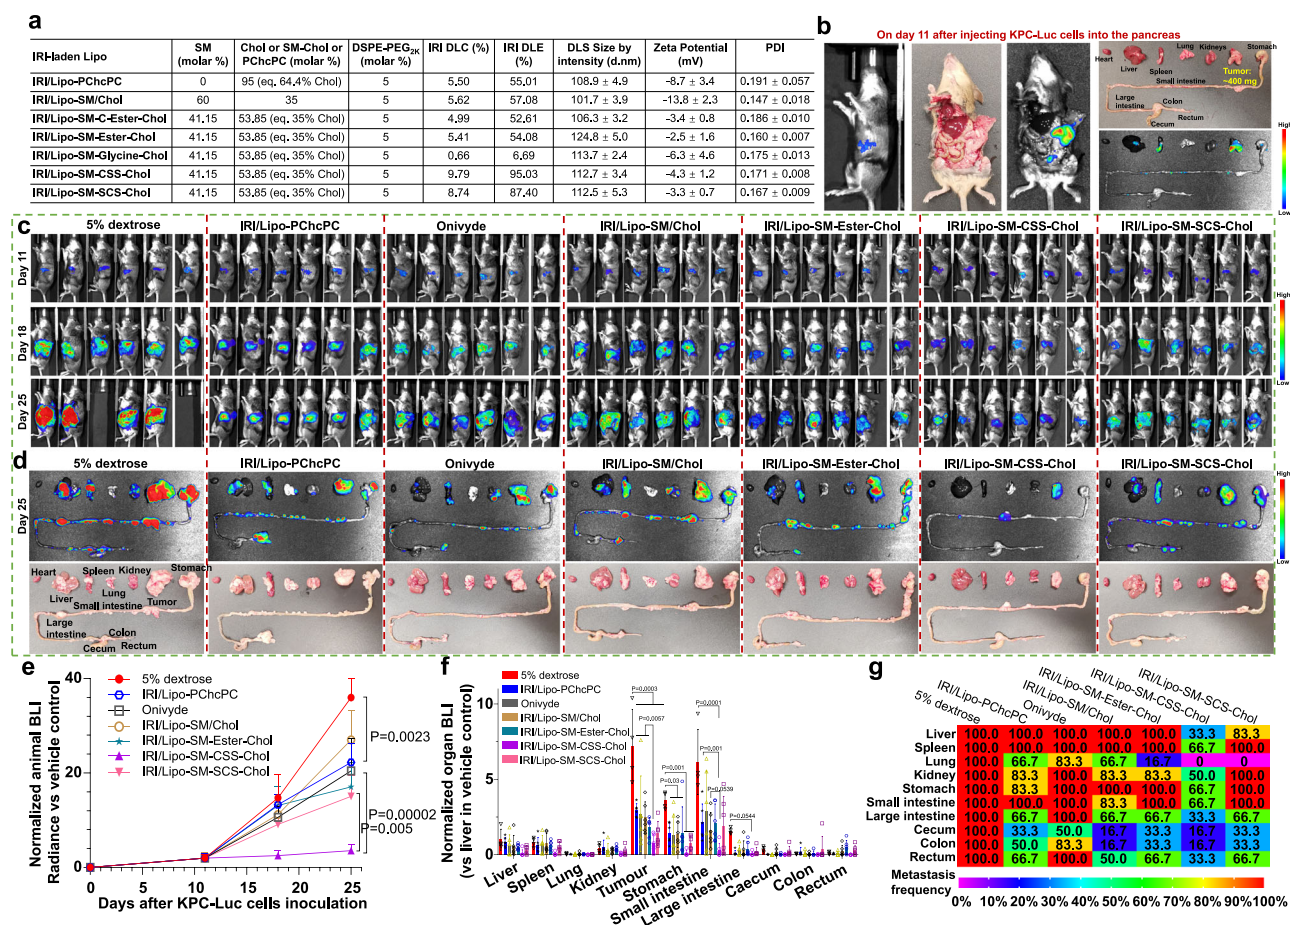 a
IRI-laden Lipo | SM (molar %) | Chol or SM-Chol or PChcPC (molar %) | DSPE-PEG2K (molar %) | IRI DLC (%) | IRI DLE (%) | DLS Size by intensity (d.nm) | Zeta Potential (mV) | PDI
IRI/Lipo-PChcPC | 0 | 95 (eq. 64.4% Chol) | 5 | 5.50 | 55.01 | 108.9 ± 4.9 | −8.7 ± 3.4 | 0.191 ± 0.057
IRI/Lipo-SM/Chol | 60 | 35 | 5 | 5.62 | 57.08 | 101.7 ± 3.9 | −13.8 ± 2.3 | 0.147 ± 0.018
IRI/Lipo-SM-C-Ester-Chol | 41.15 | 53.85 (eq. 35% Chol) | 5 | 4.99 | 52.61 | 106.3 ± 3.2 | −3.4 ± 0.8 | 0.186 ± 0.010
IRI/Lipo-SM-Ester-Chol | 41.15 | 53.85 (eq. 35% Chol) | 5 | 5.41 | 54.08 | 124.8 ± 5.0 | −2.5 ± 1.6 | 0.160 ± 0.007
IRI/Lipo-SM-Glycine-Chol | 41.15 | 53.85 (eq. 35% Chol) | 5 | 0.66 | 6.69 | 113.7 ± 2.4 | −6.3 ± 4.6 | 0.175 ± 0.013
IRI/Lipo-SM-CSS-Chol | 41.15 | 53.85 (eq. 35% Chol) | 5 | 9.79 | 95.03 | 112.7 ± 3.4 | −4.3 ± 1.2 | 0.171 ± 0.008
IRI/Lipo-SM-SCS-Chol | 41.15 | 53.85 (eq. 35% Chol) | 5 | 8.74 | 87.40 | 112.5 ± 5.3 | −3.3 ± 0.7 | 0.167 ± 0.009
b
On day 11 after injecting KPC-Luc cells into the pancreas
Heart
Liver
Spleen
Lung
Kidneys
Stomach
Small intestine
Tumor:
~400 mg
Large
intestine
Colon
Rectum
Cecum
High
Low
c
5% dextrose
IRI/Lipo-PChcPC
Onivyde
IRI/Lipo-SM/Chol
IRI/Lipo-SM-Ester-Chol
IRI/Lipo-SM-CSS-Chol
IRI/Lipo-SM-SCS-Chol
Day 11
Day 18
Day 25
High
Low
d
5% dextrose
IRI/Lipo-PChcPC
Onivyde
IRI/Lipo-SM/Chol
IRI/Lipo-SM-Ester-Chol
IRI/Lipo-SM-CSS-Chol
IRI/Lipo-SM-SCS-Chol
Day 25
High
Low
Heart
Spleen
Kidney
Stomach
Liver
Lung
Small intestine
Tumor
Large
intestine
Colon
Cecum
Rectum
e
Normalized animal BLI
Radiance vs vehicle control
40
20
0
5% dextrose
IRI/Lipo-PChcPC
Onivyde
IRI/Lipo-SM/Chol
IRI/Lipo-SM-Ester-Chol
IRI/Lipo-SM-CSS-Chol
IRI/Lipo-SM-SCS-Chol
P=0.0023
P=0.00002
P=0.005
0 5 10 15 20 25
Days after KPC-Luc cells inoculation
f
Normalized organ BLI
(vs liver in vehicle control)
10
5
0
5% dextrose
IRI/Lipo-PChcPC
Onivyde
IRI/Lipo-SM/Chol
IRI/Lipo-SM-Ester-Chol
IRI/Lipo-SM-CSS-Chol
IRI/Lipo-SM-SCS-Chol
P=0.0003
P=0.0057
P=0.001
P=0.03
P=0.0001
P=0.001
P=0.0539
P=0.0544
Liver
Spleen
Lung
Kidney
Tumour
Stomach
Small intestine
Large intestine
Caecum
Colon
Rectum
g
5% dextrose
IRI/Lipo-PChcPC
Onivyde
IRI/Lipo-SM/Chol
IRI/Lipo-SM-Ester-Chol
IRI/Lipo-SM-CSS-Chol
IRI/Lipo-SM-SCS-Chol
Liver 100.0 100.0 100.0 100.0 100.0 33.3 83.3
Spleen 100.0 100.0 100.0 100.0 100.0 66.7 100.0
Lung 100.0 66.7 83.3 66.7 16.7 0 0
Kidney 100.0 83.3 100.0 83.3 83.3 50.0 100.0
Stomach 100.0 83.3 100.0 100.0 100.0 66.7 100.0
Small intestine 100.0 100.0 100.0 83.3 100.0 66.7 100.0
Large intestine 100.0 66.7 100.0 66.7 66.7 33.3 66.7
Cecum 100.0 33.3 50.0 16.7 33.3 16.7 33.3
Colon 100.0 50.0 83.3 16.7 33.3 16.7 33.3
Rectum 100.0 66.7 100.0 50.0 66.7 33.3 66.7
Metastasis
frequency
0% 10% 20% 30% 40% 50% 60% 70% 80% 90% 100%